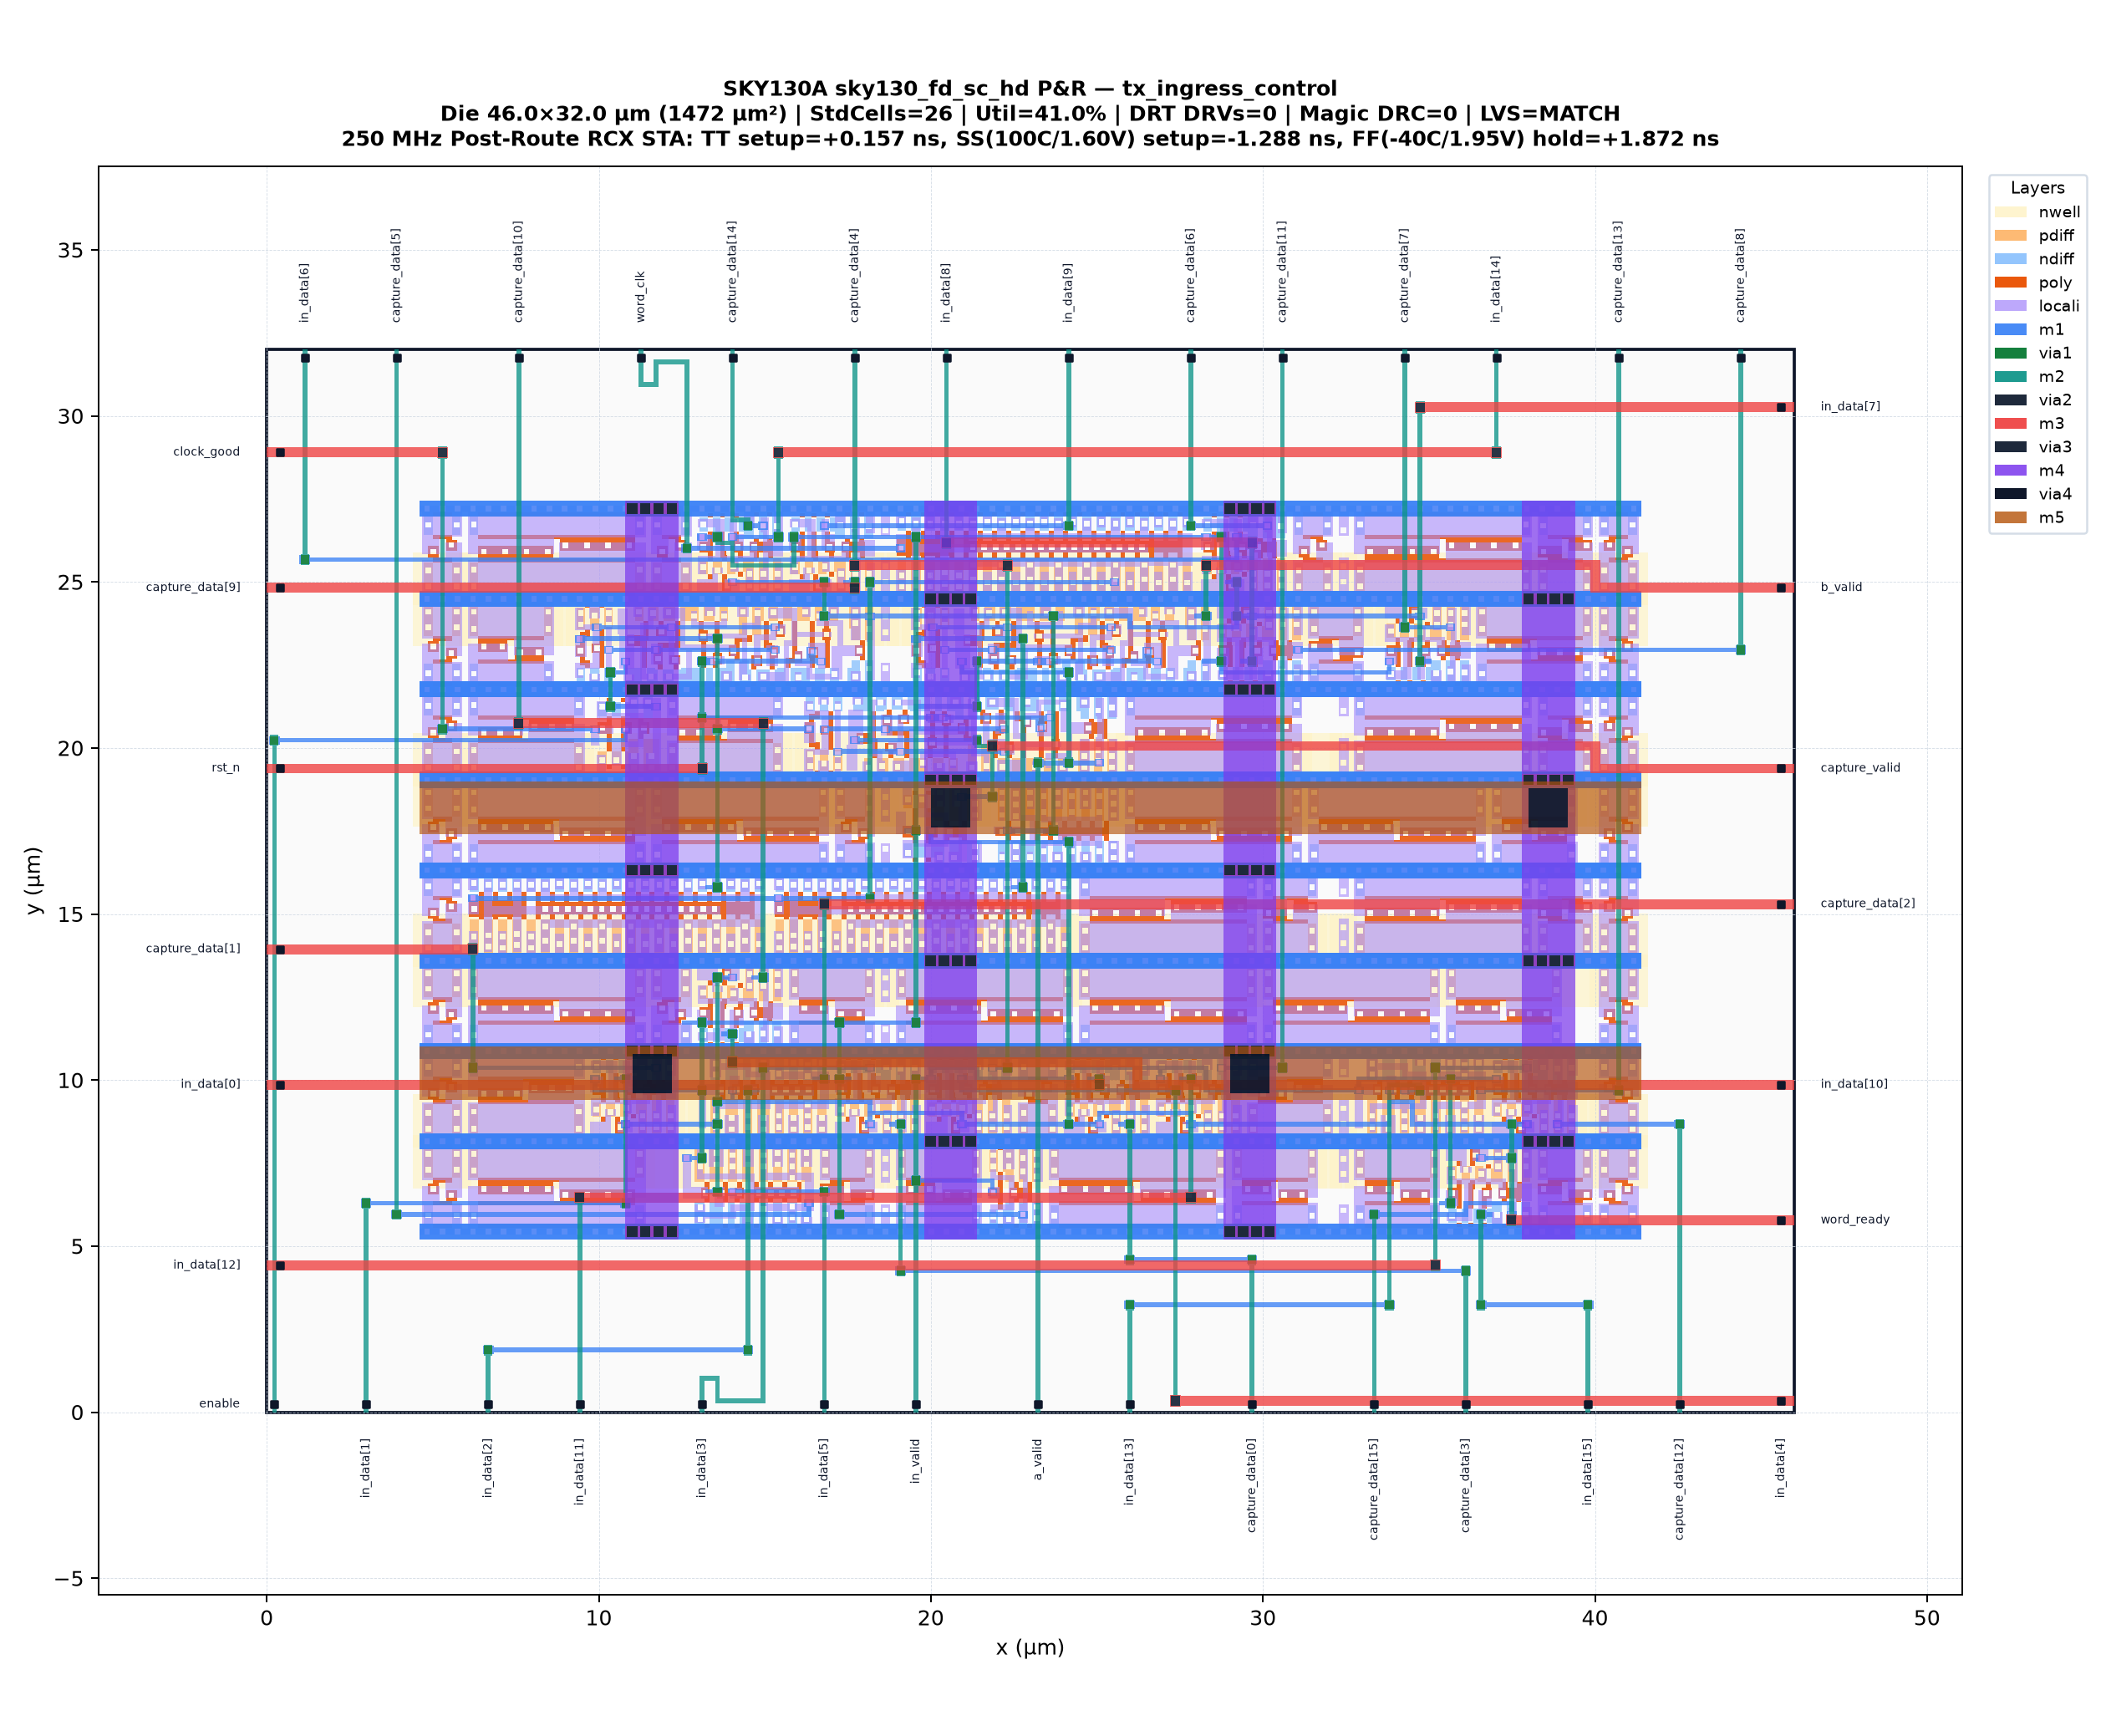 SKY130A sky130_fd_sc_hd P&R — tx_ingress_control
Die 46.0×32.0 µm (1472 µm²) | StdCells=26 | Util=41.0% | DRT DRVs=0 | Magic DRC=0 | LVS=MATCH
250 MHz Post-Route RCX STA: TT setup=+0.157 ns, SS(100C/1.60V) setup=-1.288 ns, FF(-40C/1.95V) hold=+1.872 ns
Layers
nwell
pdiff
ndiff
poly
locali
m1
via1
m2
via2
m3
via3
m4
via4
m5
in_data[6]
capture_data[5]
capture_data[10]
word_clk
capture_data[14]
capture_data[4]
in_data[8]
in_data[9]
capture_data[6]
capture_data[11]
capture_data[7]
in_data[14]
capture_data[13]
capture_data[8]
clock_good
capture_data[9]
rst_n
capture_data[1]
in_data[0]
in_data[12]
enable
in_data[7]
b_valid
capture_valid
capture_data[2]
in_data[10]
word_ready
in_data[1]
in_data[2]
in_data[11]
in_data[3]
in_data[5]
in_valid
a_valid
in_data[13]
capture_data[0]
capture_data[15]
capture_data[3]
in_data[15]
capture_data[12]
in_data[4]
35
30
25
20
15
10
5
0
−5
y (µm)
0
10
20
30
40
50
x (µm)